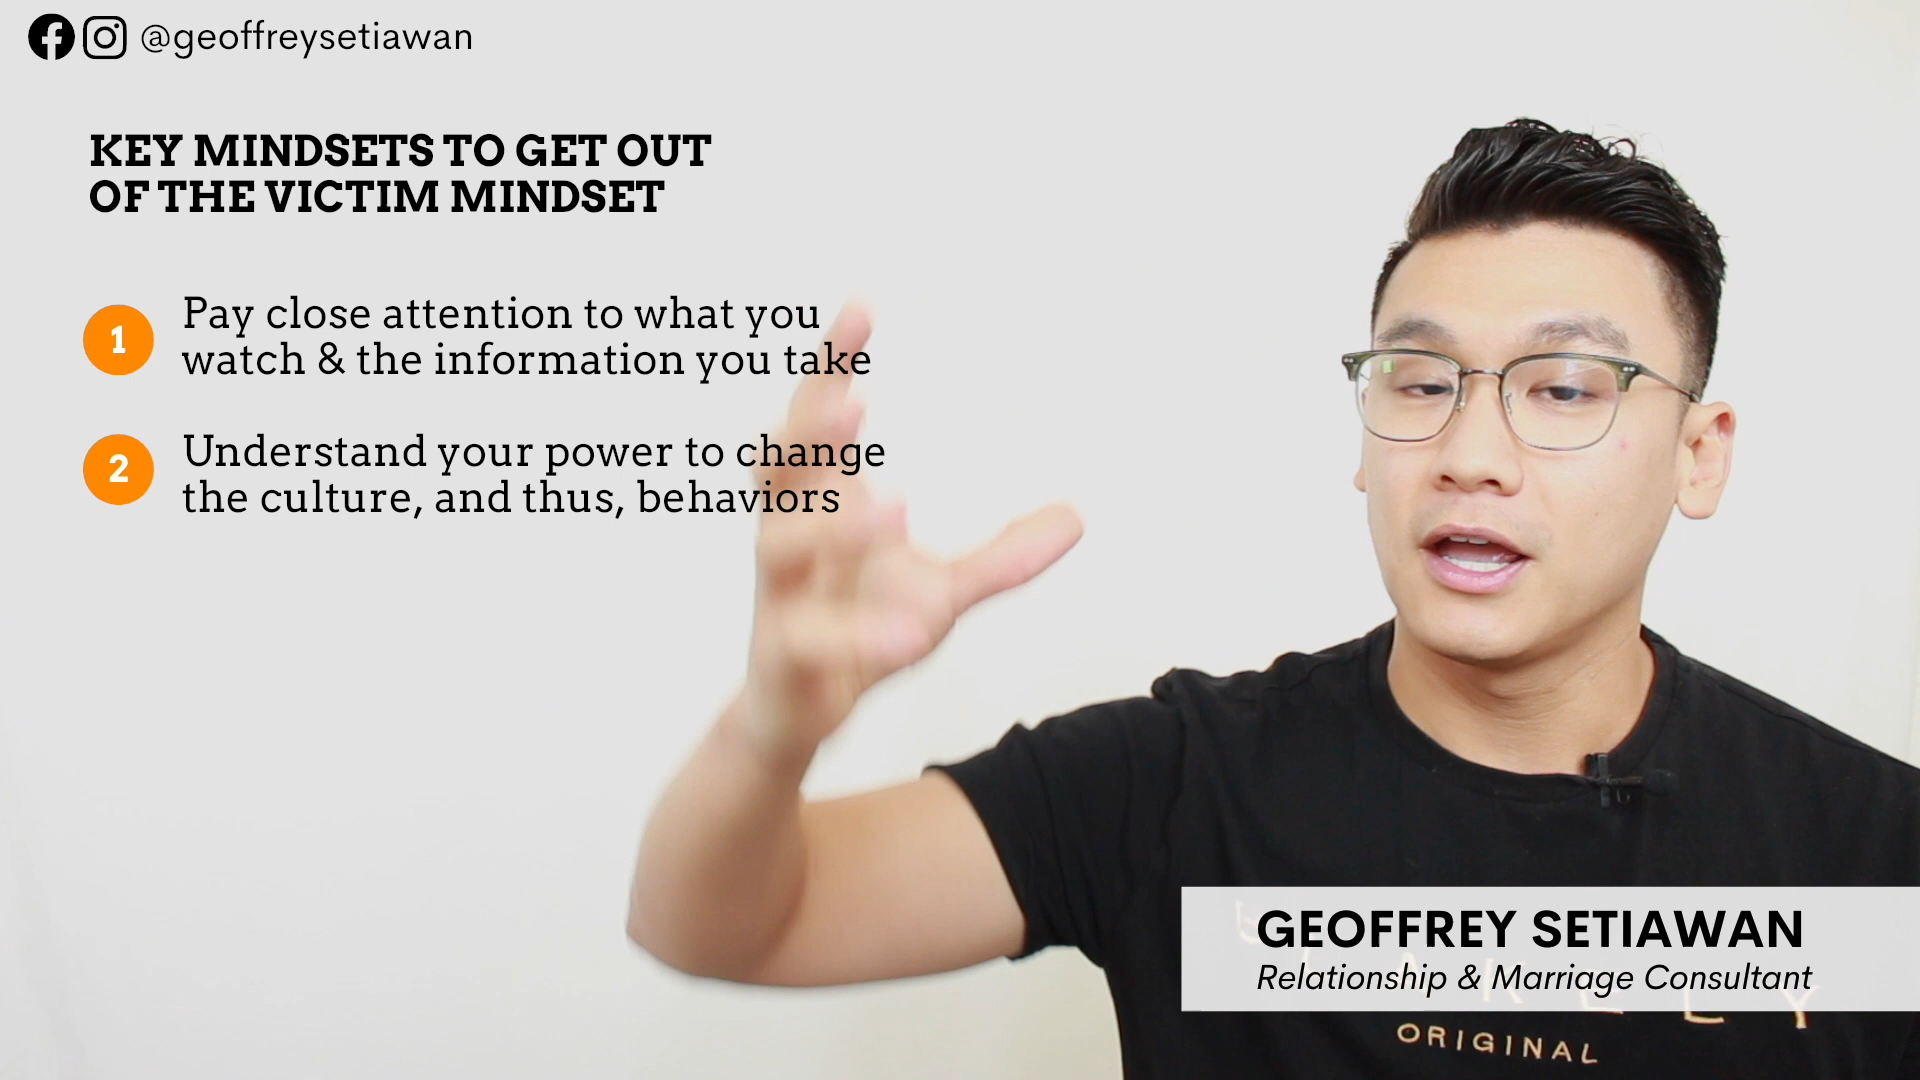 @geoffreysetiawan
KEY MINDSETS TO GET OUT
OF THE VICTIM MINDSET
1
Pay close attention to what you
watch & the information you take
2
Understand your power to change
the culture, and thus, behaviors
GEOFFREY SETIAWAN
Relationship & Marriage Consultant
ORIGINAL